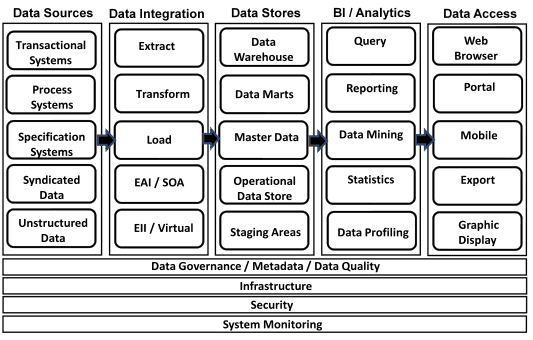 Data Sources
Transactional
Systems
Process
Systems
Specification
Systems
Syndicated
Data
Unstructured
Data
Data Integration
Extract
Transform
Load
EAI / SOA
EII / Virtual
Data Stores
Data
Warehouse
Data Marts
Master Data
Operational
Data Store
Staging Areas
BI / Analytics
Query
Reporting
Data Mining
Statistics
Data Profiling
Data Access
Web
Browser
Portal
Mobile
Export
Graphic
Display
Data Governance / Metadata / Data Quality
Infrastructure
Security
System Monitoring